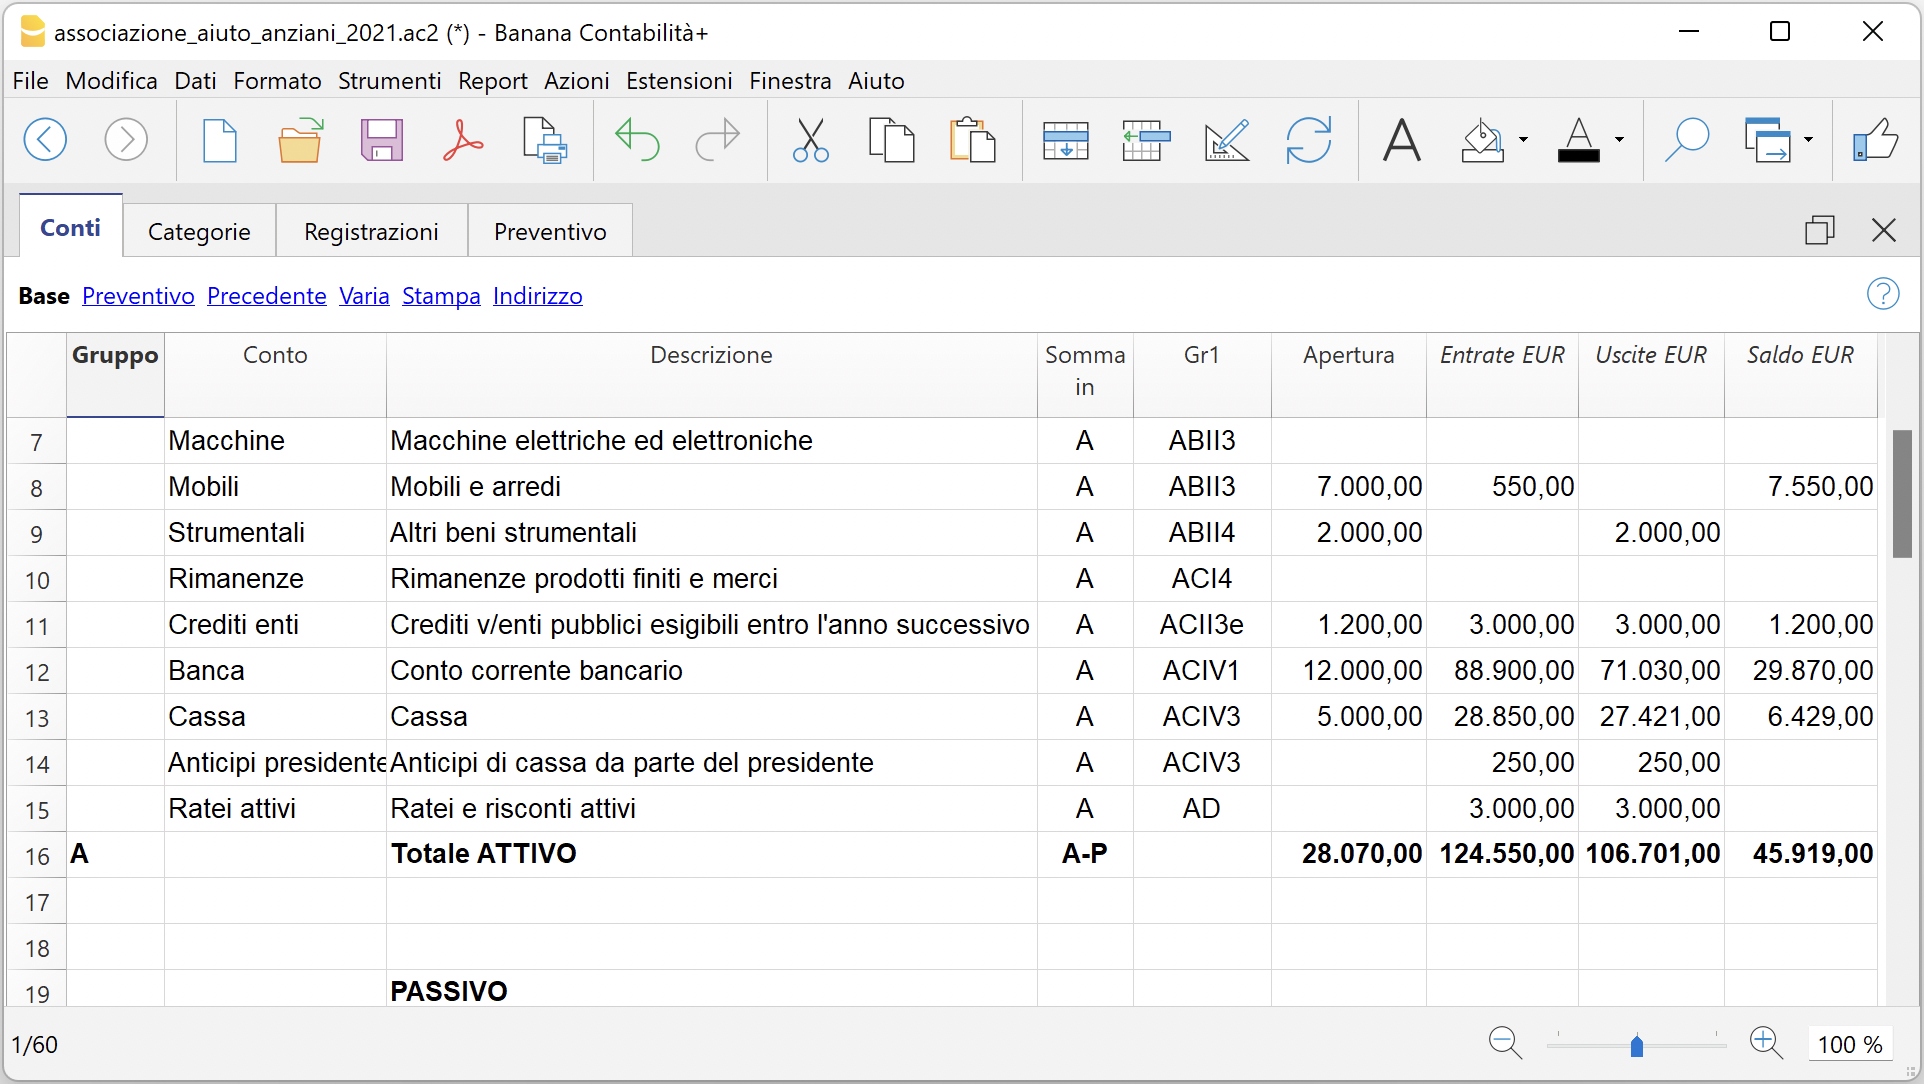 associazione_aiuto_anziani_2021.ac2 (*) - Banana Contabilità+
File Modifica Dati Formato Strumenti Report Azioni Estensioni Finestra Aiuto
Conti Categorie Registrazioni Preventivo
Base Preventivo Precedente Varia Stampa Indirizzo
Gruppo Conto Descrizione Somma in Gr1 Apertura Entrate EUR Uscite EUR Saldo EUR
7 Macchine Macchine elettriche ed elettroniche A ABII3
8 Mobili Mobili e arredi A ABII3 7.000,00 550,00 7.550,00
9 Strumentali Altri beni strumentali A ABII4 2.000,00 2.000,00
10 Rimanenze Rimanenze prodotti finiti e merci A ACI4
11 Crediti enti Crediti v/enti pubblici esigibili entro l'anno successivo A ACII3e 1.200,00 3.000,00 3.000,00 1.200,00
12 Banca Conto corrente bancario A ACIV1 12.000,00 88.900,00 71.030,00 29.870,00
13 Cassa Cassa A ACIV3 5.000,00 28.850,00 27.421,00 6.429,00
14 Anticipi presidente Anticipi di cassa da parte del presidente A ACIV3 250,00 250,00
15 Ratei attivi Ratei e risconti attivi A AD 3.000,00 3.000,00
16 A Totale ATTIVO A-P 28.070,00 124.550,00 106.701,00 45.919,00
17
18
19 PASSIVO
1/60 100 %